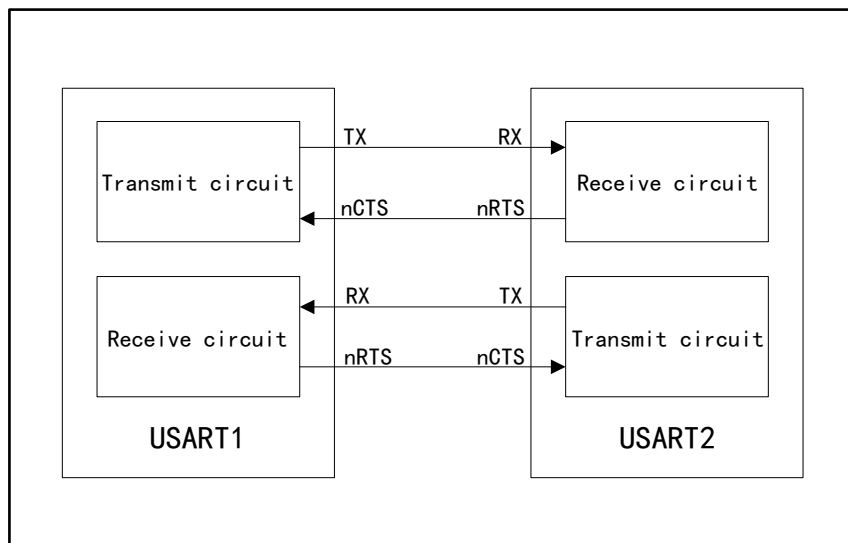 TX RX
Transmit circuit Receive circuit
nCTS nRTS
RX TX
Receive circuit Transmit circuit
nRTS nCTS
USART1 USART2